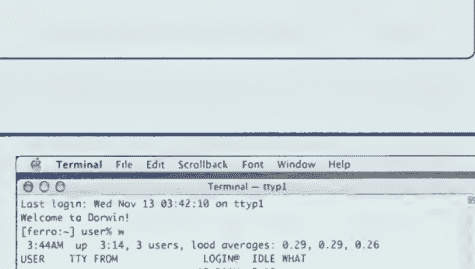 Terminal File Edit Scrollback Font Window Help
Terminal — ttyp1
Last login: Wed Nov 13 03:42:10 on ttyp1
Welcome to Darwin!
[ferro:~] user% w
3:44AM up 3:14, 3 users, load averages: 0.29, 0.29, 0.26
USER TTY FROM LOGIN@ IDLE WHAT